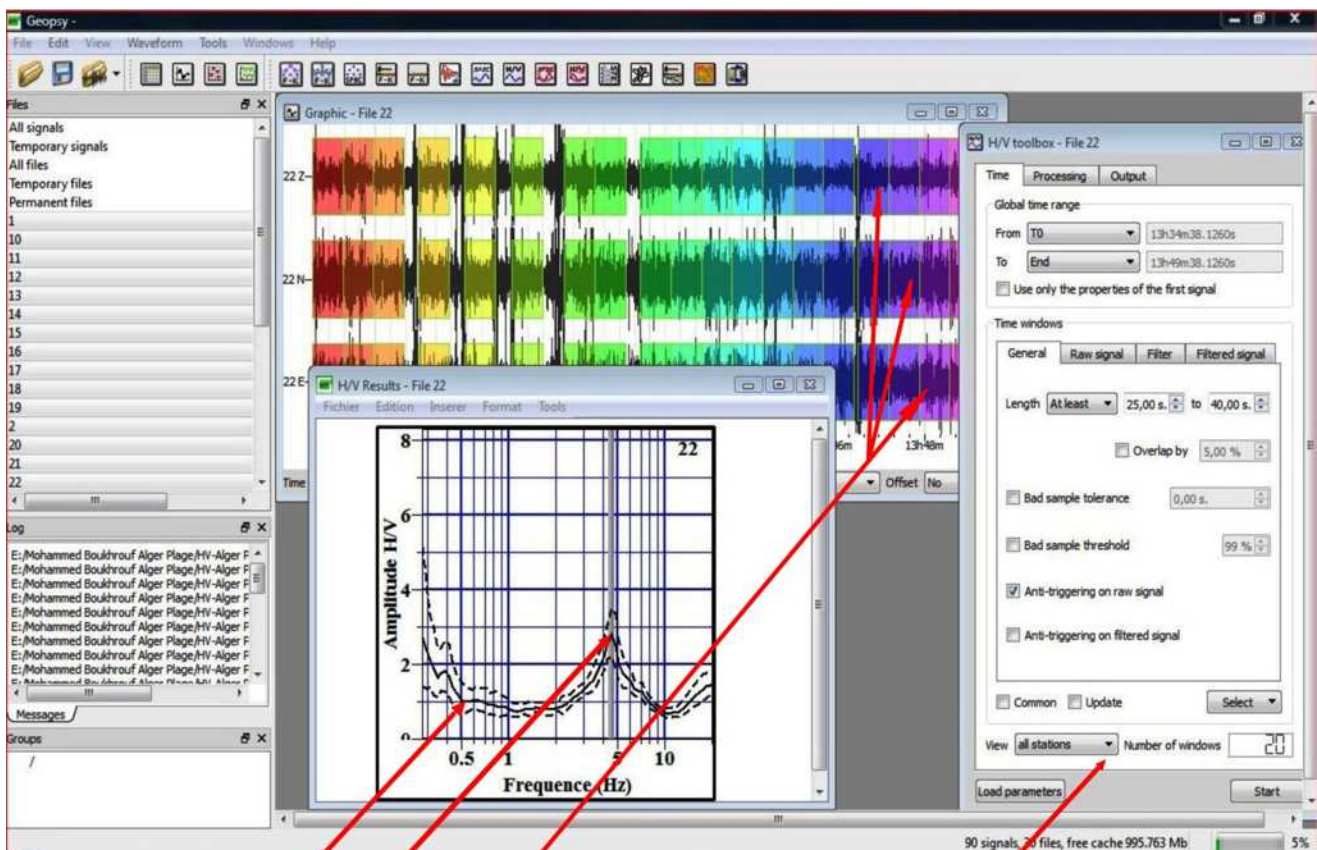 Geopsy -
File Edit View Waveform Tools Windows Help
Files
All signals
Temporary signals
All files
Temporary files
Permanent files
1
10
11
12
13
14
15
16
17
18
19
2
20
21
22
Log
E:/Mohammed Boukhrouf Alger Plage/HV-Alger P
E:/Mohammed Boukhrouf Alger Plage/HV-Alger P
E:/Mohammed Boukhrouf Alger Plage/HV-Alger P
E:/Mohammed Boukhrouf Alger Plage/HV-Alger P
E:/Mohammed Boukhrouf Alger Plage/HV-Alger P
E:/Mohammed Boukhrouf Alger Plage/HV-Alger P
E:/Mohammed Boukhrouf Alger Plage/HV-Alger P
E:/Mohammed Boukhrouf Alger Plage/HV-Alger P
Messages
Groups
/
Graphic - File 22
22 Z
22 N
22 E
13h48m
Time
Offset No
H/V Results - File 22
Fichier Edition Inserer Format Tools
22
Amplitude H/V
8
6
4
2
0
0.5 1 5 10
Frequence (Hz)
H/V toolbox - File 22
Time Processing Output
Global time range
From T0 13h34m38.1260s
To End 13h49m38.1260s
Use only the properties of the first signal
Time windows
General Raw signal Filter Filtered signal
Length At least 25,00 s. to 40,00 s.
Overlap by 5,00 %
Bad sample tolerance 0,00 s.
Bad sample threshold 99 %
Anti-triggering on raw signal
Anti-triggering on filtered signal
Common Update Select
View all stations Number of windows 20
Load parameters Start
90 signals, files, free cache 995.763 Mb 5%